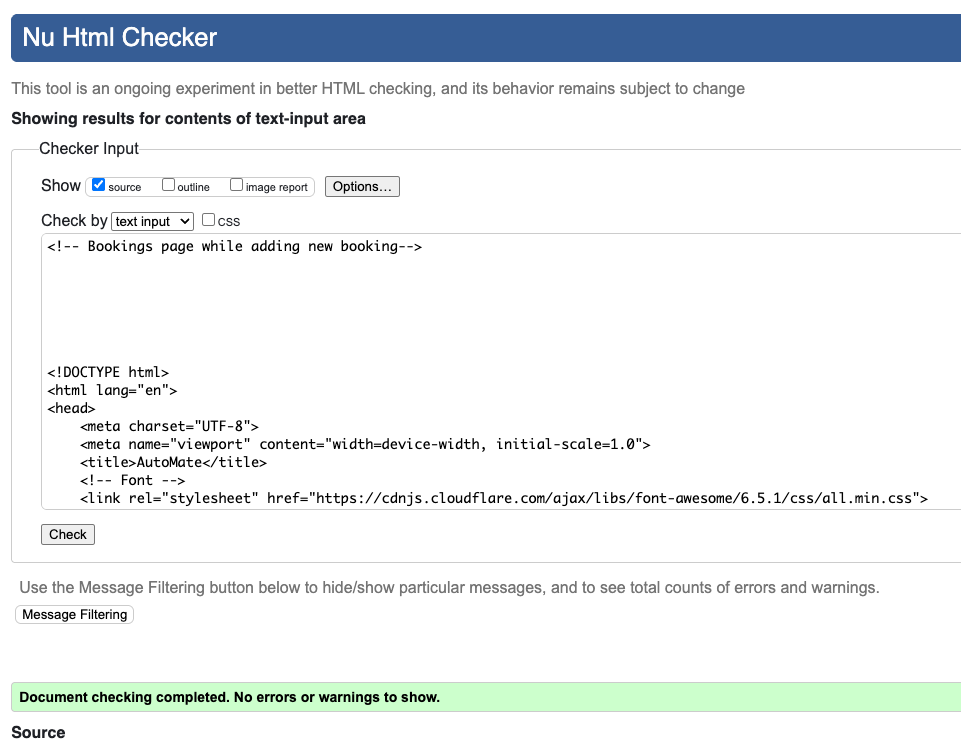 Nu Html Checker
This tool is an ongoing experiment in better HTML checking, and its behavior remains subject to change
Showing results for contents of text-input area
Checker Input
Show source outline image report Options...
Check by text input css
<!-- Bookings page while adding new booking-->
<!DOCTYPE html>
<html lang="en">
<head>
<meta charset="UTF-8">
<meta name="viewport" content="width=device-width, initial-scale=1.0">
<title>AutoMate</title>
<!-- Font -->
<link rel="stylesheet" href="https://cdnjs.cloudflare.com/ajax/libs/font-awesome/6.5.1/css/all.min.css">
Check
Use the Message Filtering button below to hide/show particular messages, and to see total counts of errors and warnings.
Message Filtering
Document checking completed. No errors or warnings to show.
Source